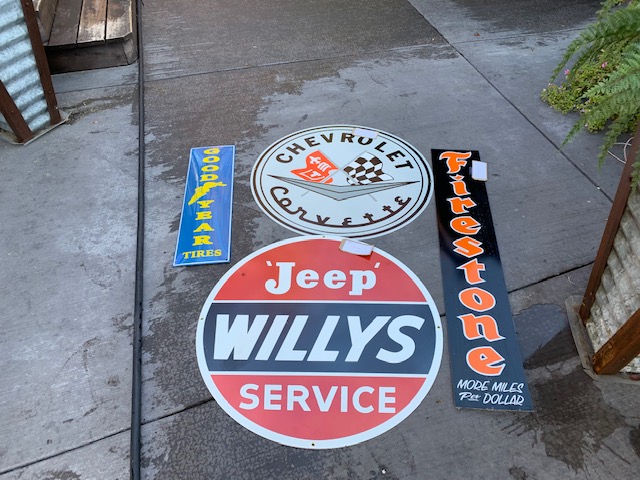 GOOD YEAR
TIRES
CHEVROLET
Corvette
Firestone
MORE MILES
Per DOLLAR
'Jeep'
WILLYS
SERVICE